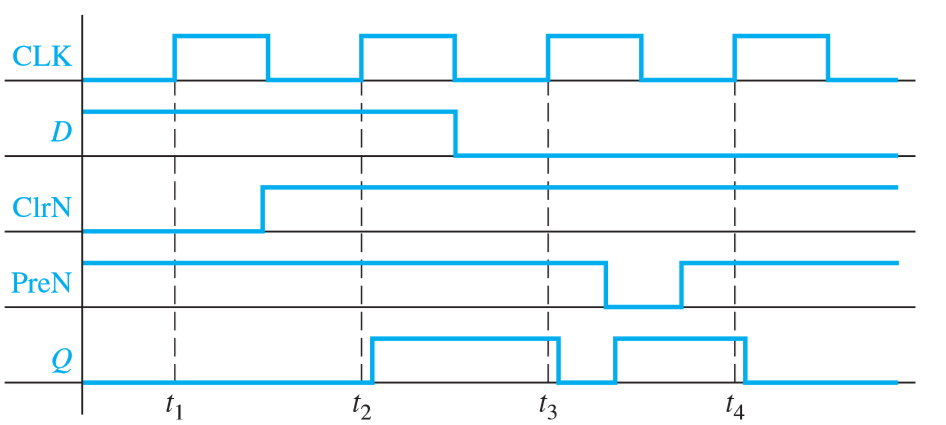 CLK
D
ClrN
PreN
Q
t₁ t₂ t₃ t₄